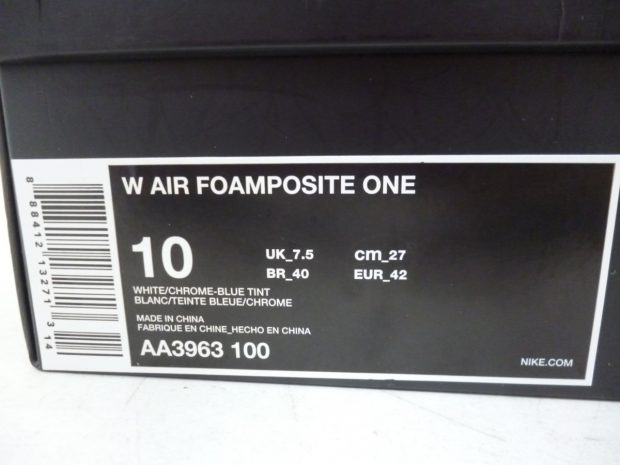 W AIR FOAMPOSITE ONE
10
UK_7.5 cm_27
BR_40 EUR_42
WHITE/CHROME-BLUE TINT
BLANC/TEINTE BLEUE/CHROME
MADE IN CHINA
FABRIQUE EN CHINE_HECHO EN CHINA
AA3963 100
NIKE.COM
8 88412 13271 3 14